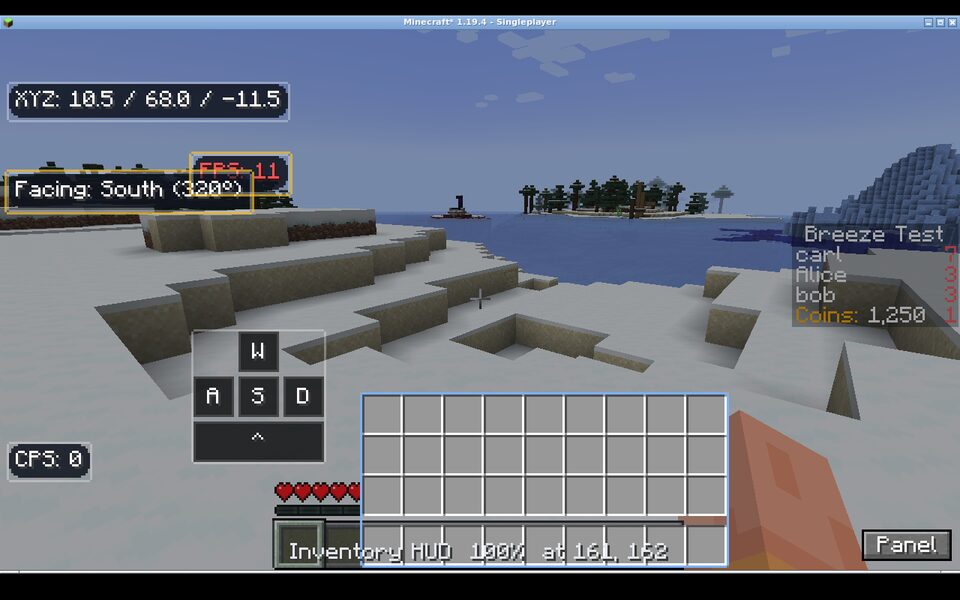 Minecraft* 1.19.4 - Singleplayer
XYZ: 10.5 / 68.0 / -11.5
FPS: 11
Facing: South (320°)
Breeze Test
carl 7
Alice 3
bob 3
Coins: 1,250 1
W
A S D
^
CPS: 0
Inventory HUD 100% at 161, 162
Panel